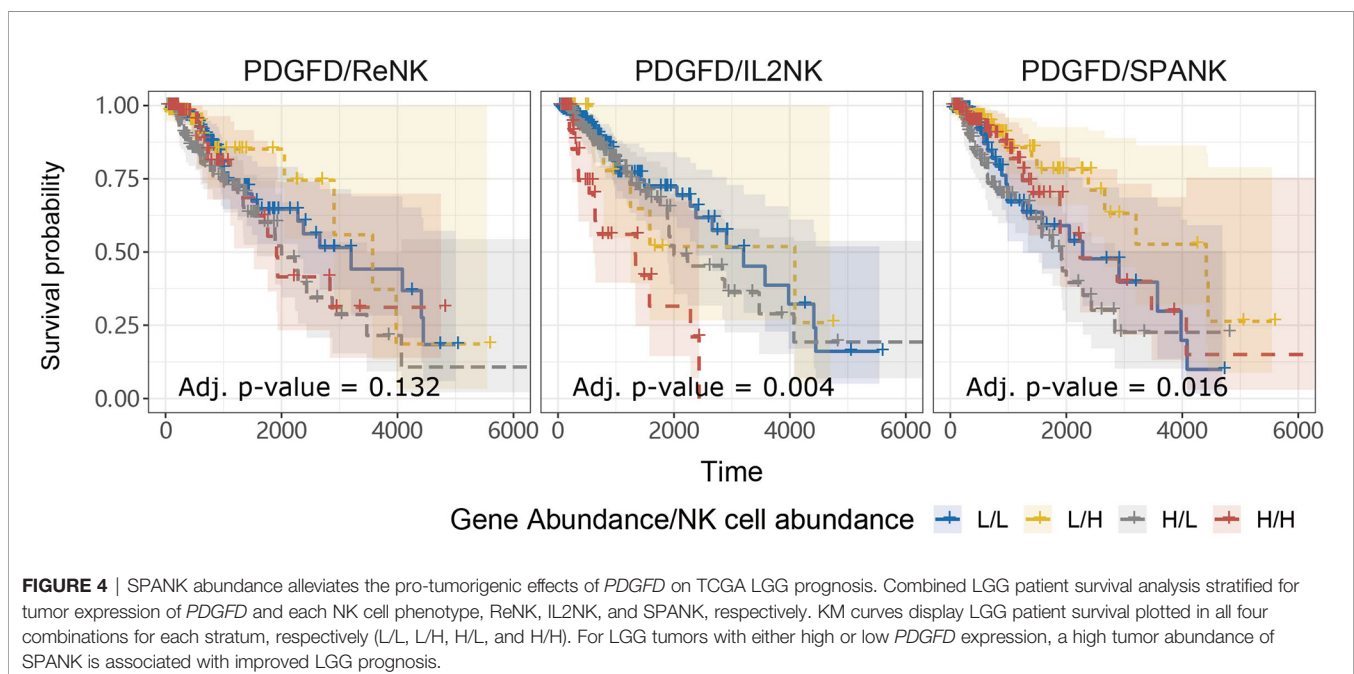 PDGFD/ReNK PDGFD/IL2NK PDGFD/SPANK
Survival probability
1.00
0.75
0.50
0.25
0.00
Adj. p-value = 0.132 Adj. p-value = 0.004 Adj. p-value = 0.016
0 2000 4000 6000 0 2000 4000 6000 0 2000 4000 6000
Time
Gene Abundance/NK cell abundance L/L L/H H/L H/H
FIGURE 4 | SPANK abundance alleviates the pro-tumorigenic effects of PDGFD on TCGA LGG prognosis. Combined LGG patient survival analysis stratified for
tumor expression of PDGFD and each NK cell phenotype, ReNK, IL2NK, and SPANK, respectively. KM curves display LGG patient survival plotted in all four
combinations for each stratum, respectively (L/L, L/H, H/L, and H/H). For LGG tumors with either high or low PDGFD expression, a high tumor abundance of
SPANK is associated with improved LGG prognosis.